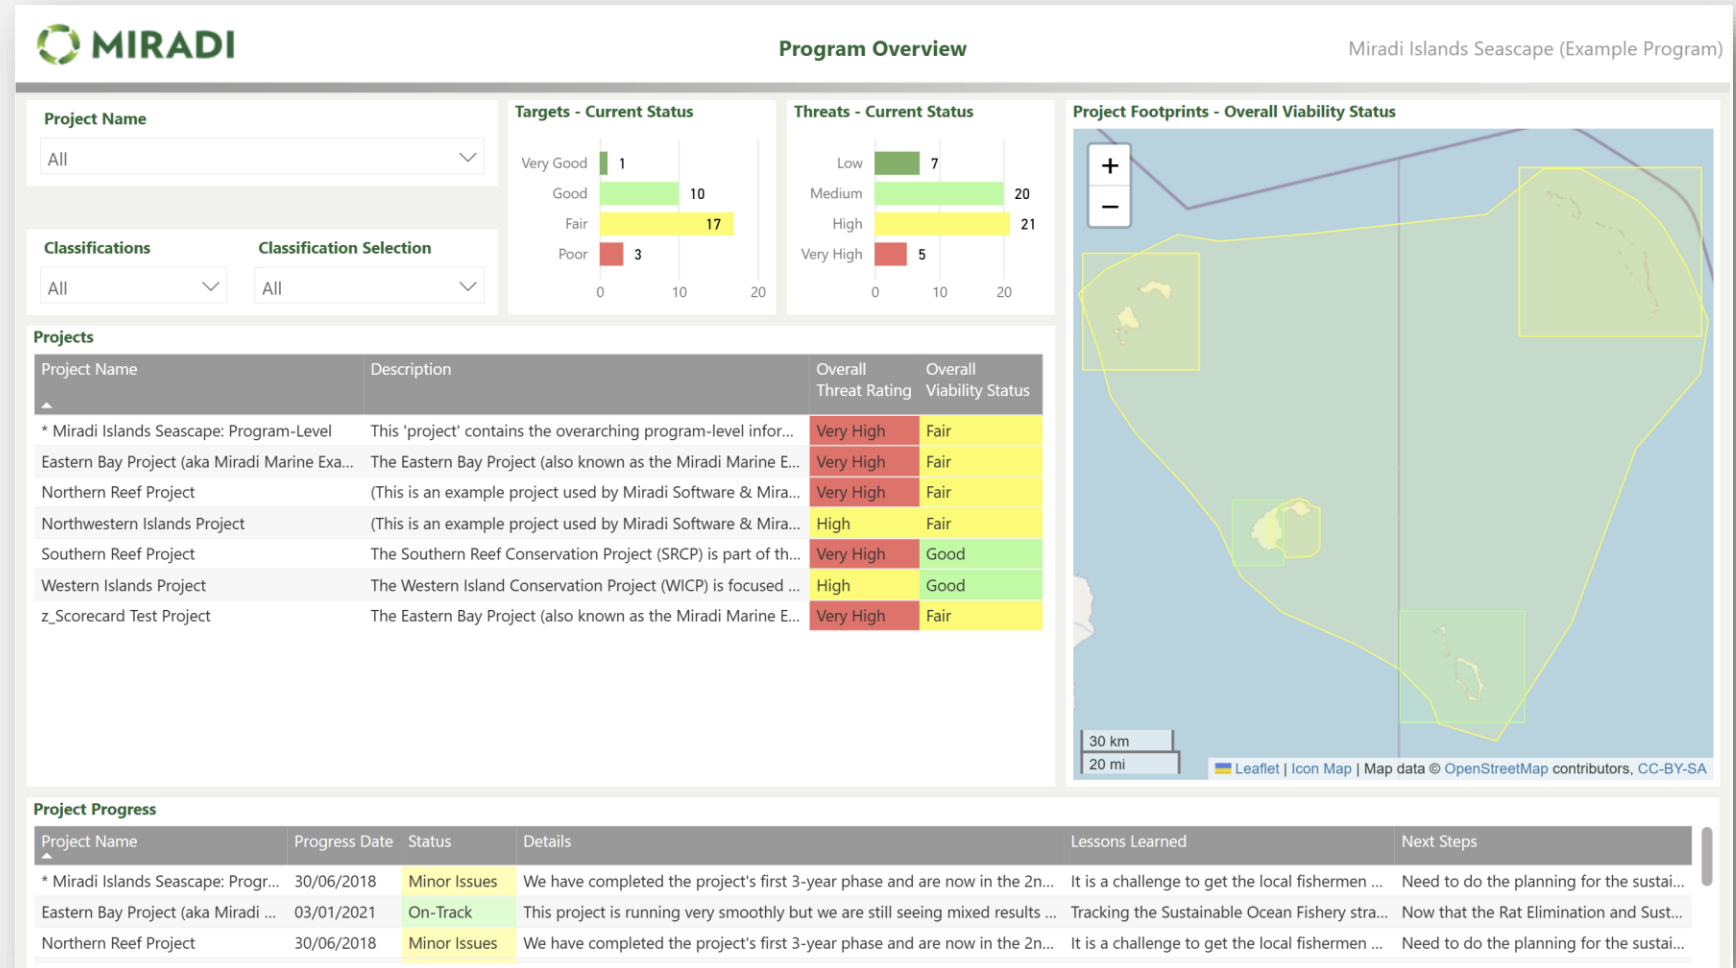 MIRADI
Program Overview
Miradi Islands Seascape (Example Program)
Project Name
All
Classifications
Classification Selection
All
All
Targets - Current Status
Very Good
1
Good
10
Fair
17
Poor
3
0
10
20
Threats - Current Status
Low
7
Medium
20
High
21
Very High
5
0
10
20
Project Footprints - Overall Viability Status
+
−
30 km
20 mi
Leaflet | Icon Map | Map data © OpenStreetMap contributors, CC-BY-SA
Projects
Project Name
Description
Overall Threat Rating
Overall Viability Status
* Miradi Islands Seascape: Program-Level This 'project' contains the overarching program-level infor... Very High Fair
Eastern Bay Project (aka Miradi Marine Exa... The Eastern Bay Project (also known as the Miradi Marine E... Very High Fair
Northern Reef Project (This is an example project used by Miradi Software & Mira... Very High Fair
Northwestern Islands Project (This is an example project used by Miradi Software & Mira... High Fair
Southern Reef Project The Southern Reef Conservation Project (SRCP) is part of th... Very High Good
Western Islands Project The Western Island Conservation Project (WICP) is focused ... High Good
z_Scorecard Test Project The Eastern Bay Project (also known as the Miradi Marine E... Very High Fair
Project Progress
Project Name Progress Date Status Details Lessons Learned Next Steps
* Miradi Islands Seascape: Progr... 30/06/2018 Minor Issues We have completed the project's first 3-year phase and are now in the 2n... It is a challenge to get the local fishermen ... Need to do the planning for the sustai...
Eastern Bay Project (aka Miradi ... 03/01/2021 On-Track This project is running very smoothly but we are still seeing mixed results ... Tracking the Sustainable Ocean Fishery stra... Now that the Rat Elimination and Sust...
Northern Reef Project 30/06/2018 Minor Issues We have completed the project's first 3-year phase and are now in the 2n... It is a challenge to get the local fishermen ... Need to do the planning for the sustai...